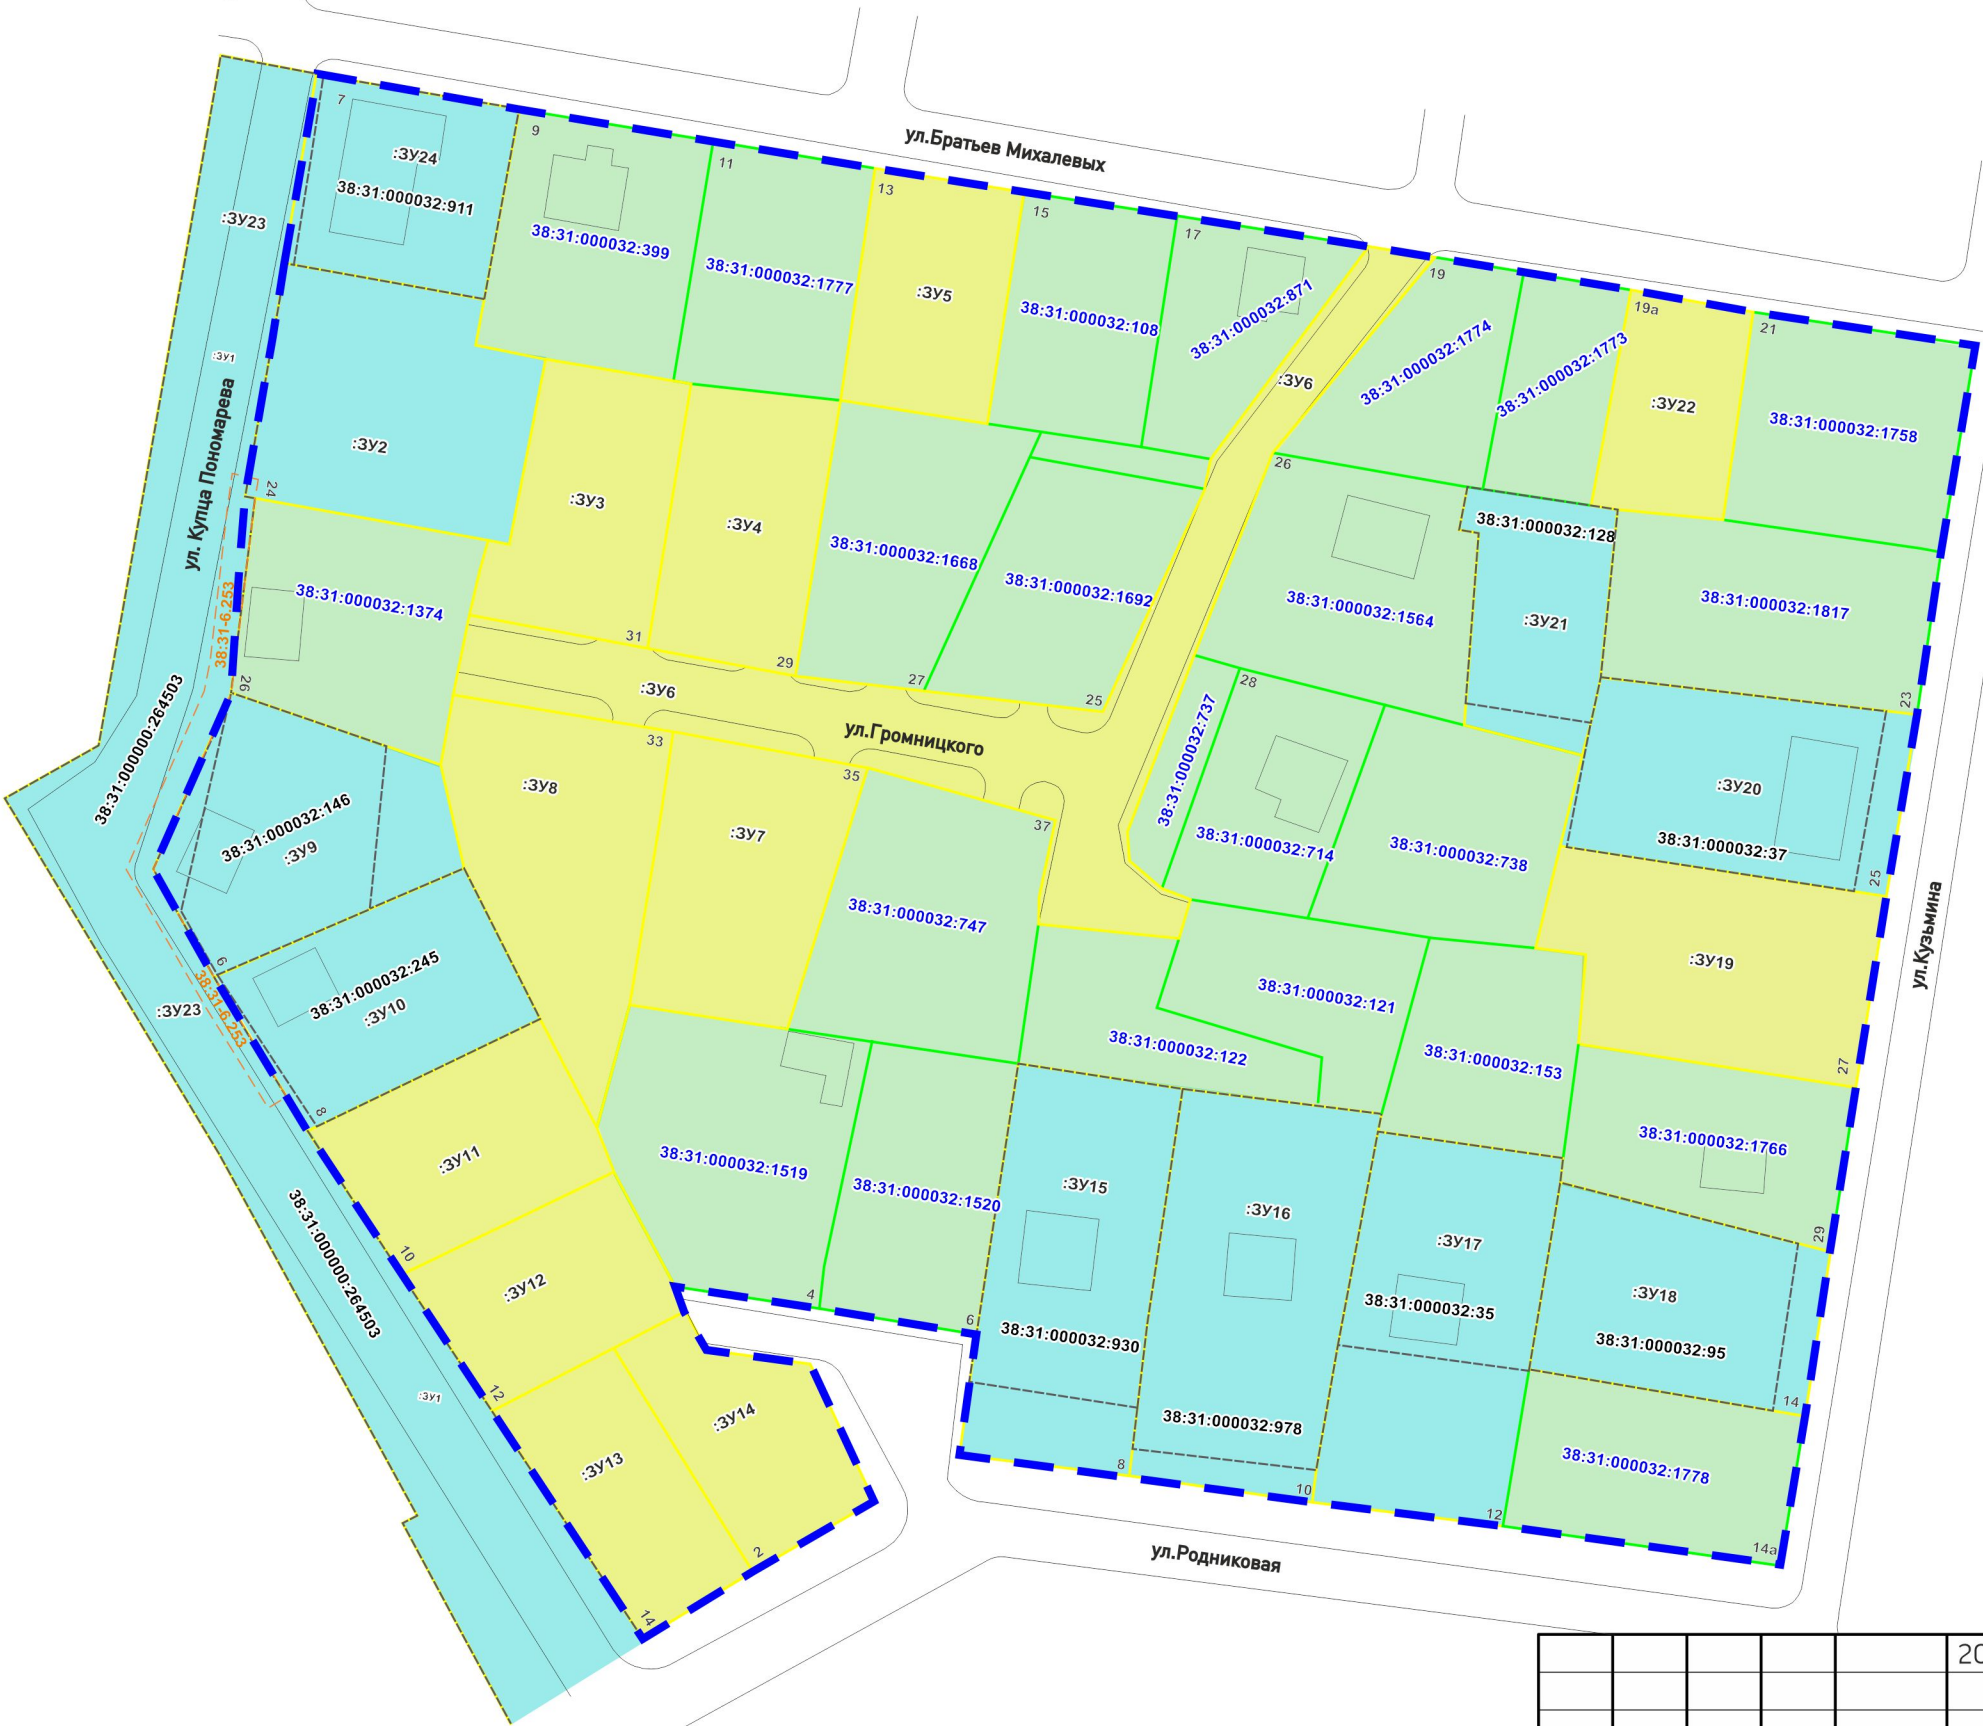 ул.Братьев Михалевых
7
:ЗУ24
38:31:000032:911
:ЗУ23
9
38:31:000032:399
11
38:31:000032:1777
13
:ЗУ5
15
38:31:000032:108
17
38:31:000032:871
:ЗУ6
19
38:31:000032:1774
38:31:000032:1773
19а
:ЗУ22
21
38:31:000032:1758
:ЗУ1
ул. Купца Пономарева
:ЗУ2
24
:ЗУ3
:ЗУ4
38:31:000032:1668
38:31:000032:1692
26
38:31:000032:1564
38:31:000032:128
:ЗУ21
38:31:000032:1817
38:31:000032:1374
38:31-6.253
26
31
29
27
25
:ЗУ6
ул.Громницкого
23
28
38:31:000032:737
38:31:000032:714
38:31:000032:738
:ЗУ20
38:31:000032:37
25
38:31:000000:264503
33
35
37
:ЗУ8
:ЗУ7
38:31:000032:747
38:31:000032:146
:ЗУ9
ул.Кузьмина
:ЗУ19
27
6
38:31:000032:245
:ЗУ10
:ЗУ23
38:31-6.253
38:31:000032:121
38:31:000032:122
38:31:000032:153
38:31:000032:1766
8
:ЗУ11
38:31:000032:1519
38:31:000032:1520
:ЗУ15
:ЗУ16
:ЗУ17
29
38:31:000000:264503
10
:ЗУ12
4
6
38:31:000032:930
38:31:000032:35
:ЗУ18
38:31:000032:95
:ЗУ1
12
:ЗУ14
38:31:000032:978
14
:ЗУ13
8
10
12
38:31:000032:1778
14а
2
14
ул.Родниковая
20